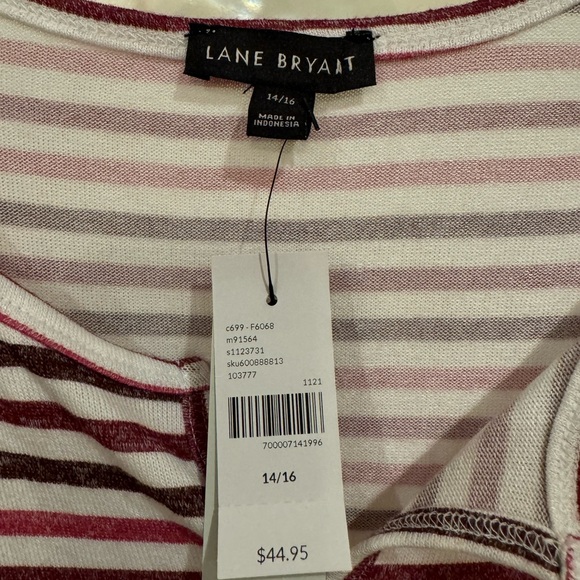 LANE BRYANT
14/16
MADE IN
INDONESIA
c699 - F6068
m91564
s1123731
sku600888813
103777
1121
700007141996
14/16
$44.95